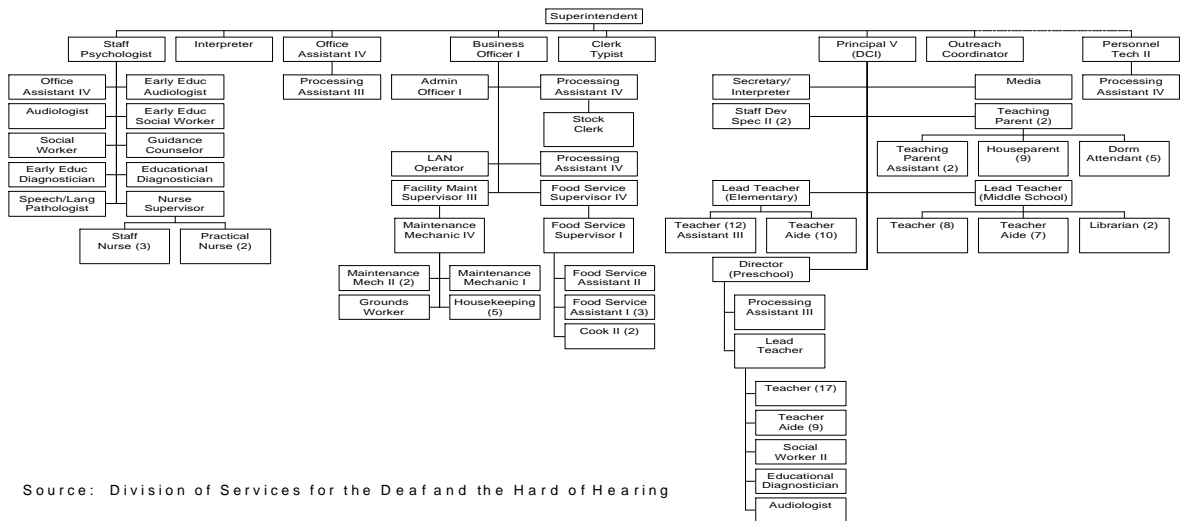 Superintendent
Staff
Psychologist
Interpreter
Office
Assistant IV
Business
Officer I
Clerk
Typist
Principal V
(DCI)
Outreach
Coordinator
Personnel
Tech II
Office
Assistant IV
Early Educ
Audiologist
Processing
Assistant III
Admin
Officer I
Processing
Assistant IV
Secretary/
Interpreter
Media
Processing
Assistant IV
Audiologist
Early Educ
Social Worker
Stock
Clerk
Staff Dev
Spec II (2)
Teaching
Parent (2)
Social
Worker
Guidance
Counselor
LAN
Operator
Processing
Assistant IV
Teaching
Parent
Assistant (2)
Houseparent
(9)
Dorm
Attendant (5)
Early Educ
Diagnostician
Educational
Diagnostician
Speech/Lang
Pathologist
Nurse
Supervisor
Facility Maint
Supervisor III
Food Service
Supervisor IV
Lead Teacher
(Elementary)
Lead Teacher
(Middle School)
Staff
Nurse (3)
Practical
Nurse (2)
Maintenance
Mechanic IV
Food Service
Supervisor I
Teacher (12)
Assistant III
Teacher
Aide (10)
Teacher (8)
Teacher
Aide (7)
Librarian (2)
Director
(Preschool)
Maintenance
Mech II (2)
Maintenance
Mechanic I
Food Service
Assistant II
Grounds
Worker
Housekeeping
(5)
Food Service
Assistant I (3)
Processing
Assistant III
Cook II (2)
Lead
Teacher
Teacher (17)
Teacher
Aide (9)
Social
Worker II
Educational
Diagnostician
Audiologist
Source: Division of Services for the Deaf and the Hard of Hearing